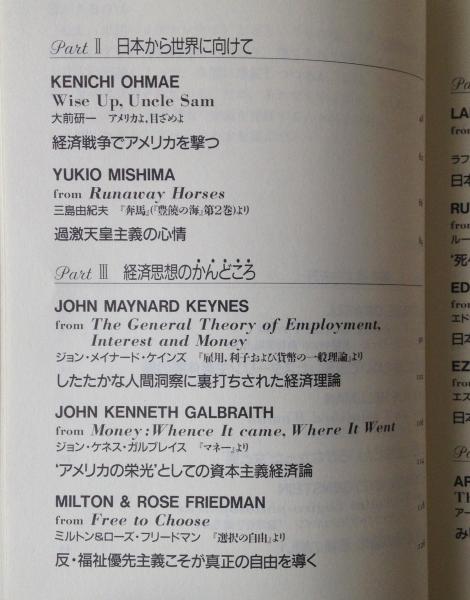 Part Ⅱ 日本から世界に向けて
KENICHI OHMAE
Wise Up, Uncle Sam
大前研一 アメリカよ、目ざめよ
経済戦争でアメリカを撃つ
YUKIO MISHIMA
from Runaway Horses
三島由紀夫 『奔馬』(『豊饒の海』第2巻)より
過激天皇主義の心情
Part Ⅲ 経済思想のかんどころ
JOHN MAYNARD KEYNES
from The General Theory of Employment,
Interest and Money
ジョン・メイナード・ケインズ 『雇用、利子および貨幣の一般理論』より
したたかな人間洞察に裏打ちされた経済理論
JOHN KENNETH GALBRAITH
from Money: Whence It came, Where It Went
ジョン・ケネス・ガルブレイス 『マネー』より
‘アメリカの栄光’としての資本主義経済論
MILTON & ROSE FRIEDMAN
from Free to Choose
ミルトン&ローズ・フリードマン 『選択の自由』より
反・福祉優先主義こそが真正の自由を導く